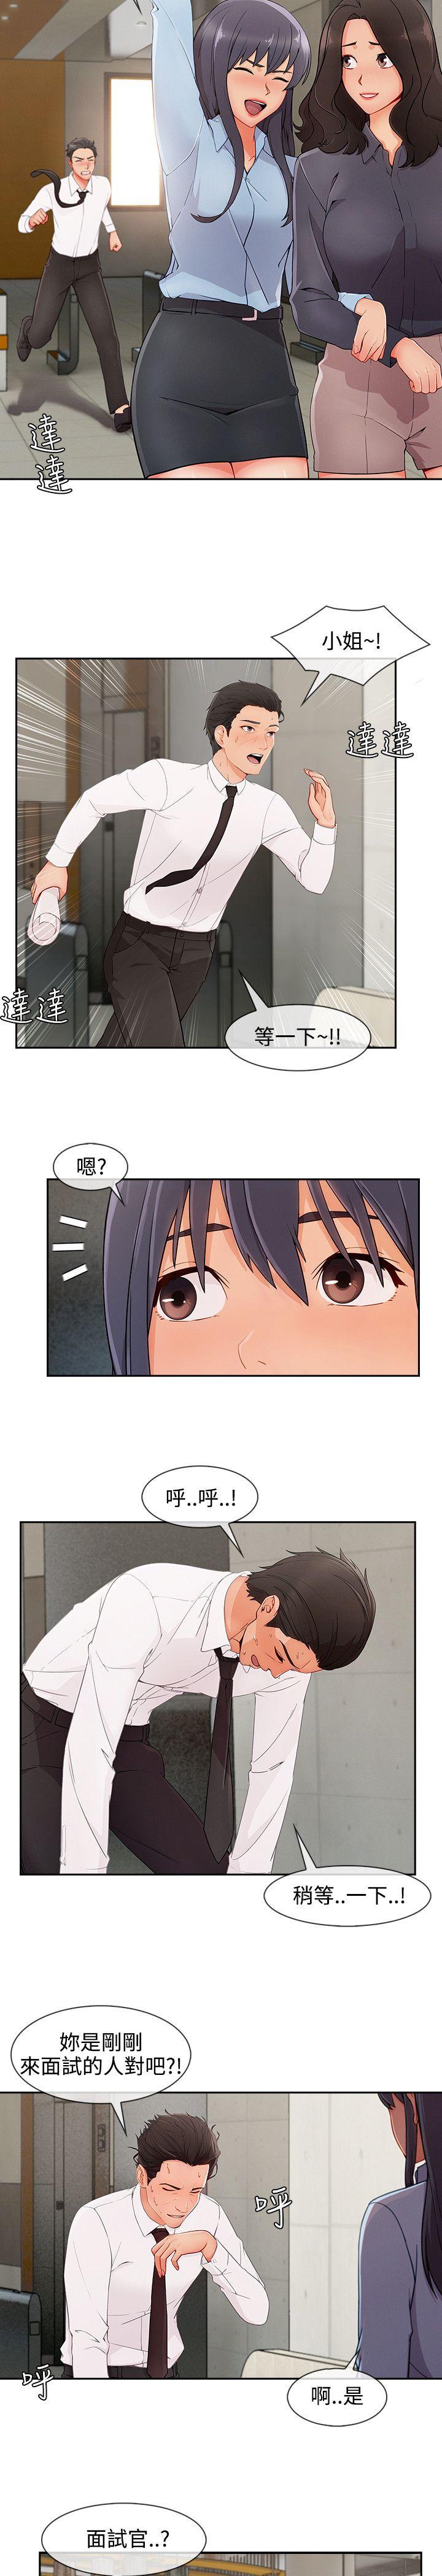 達
達
小姐~!
達達
達達
等一下~!!
嗯?
呼..呼..!
稍等..一下..!
妳是剛剛
來面試的人對吧?!
呼
呼
啊..是
面試官..?